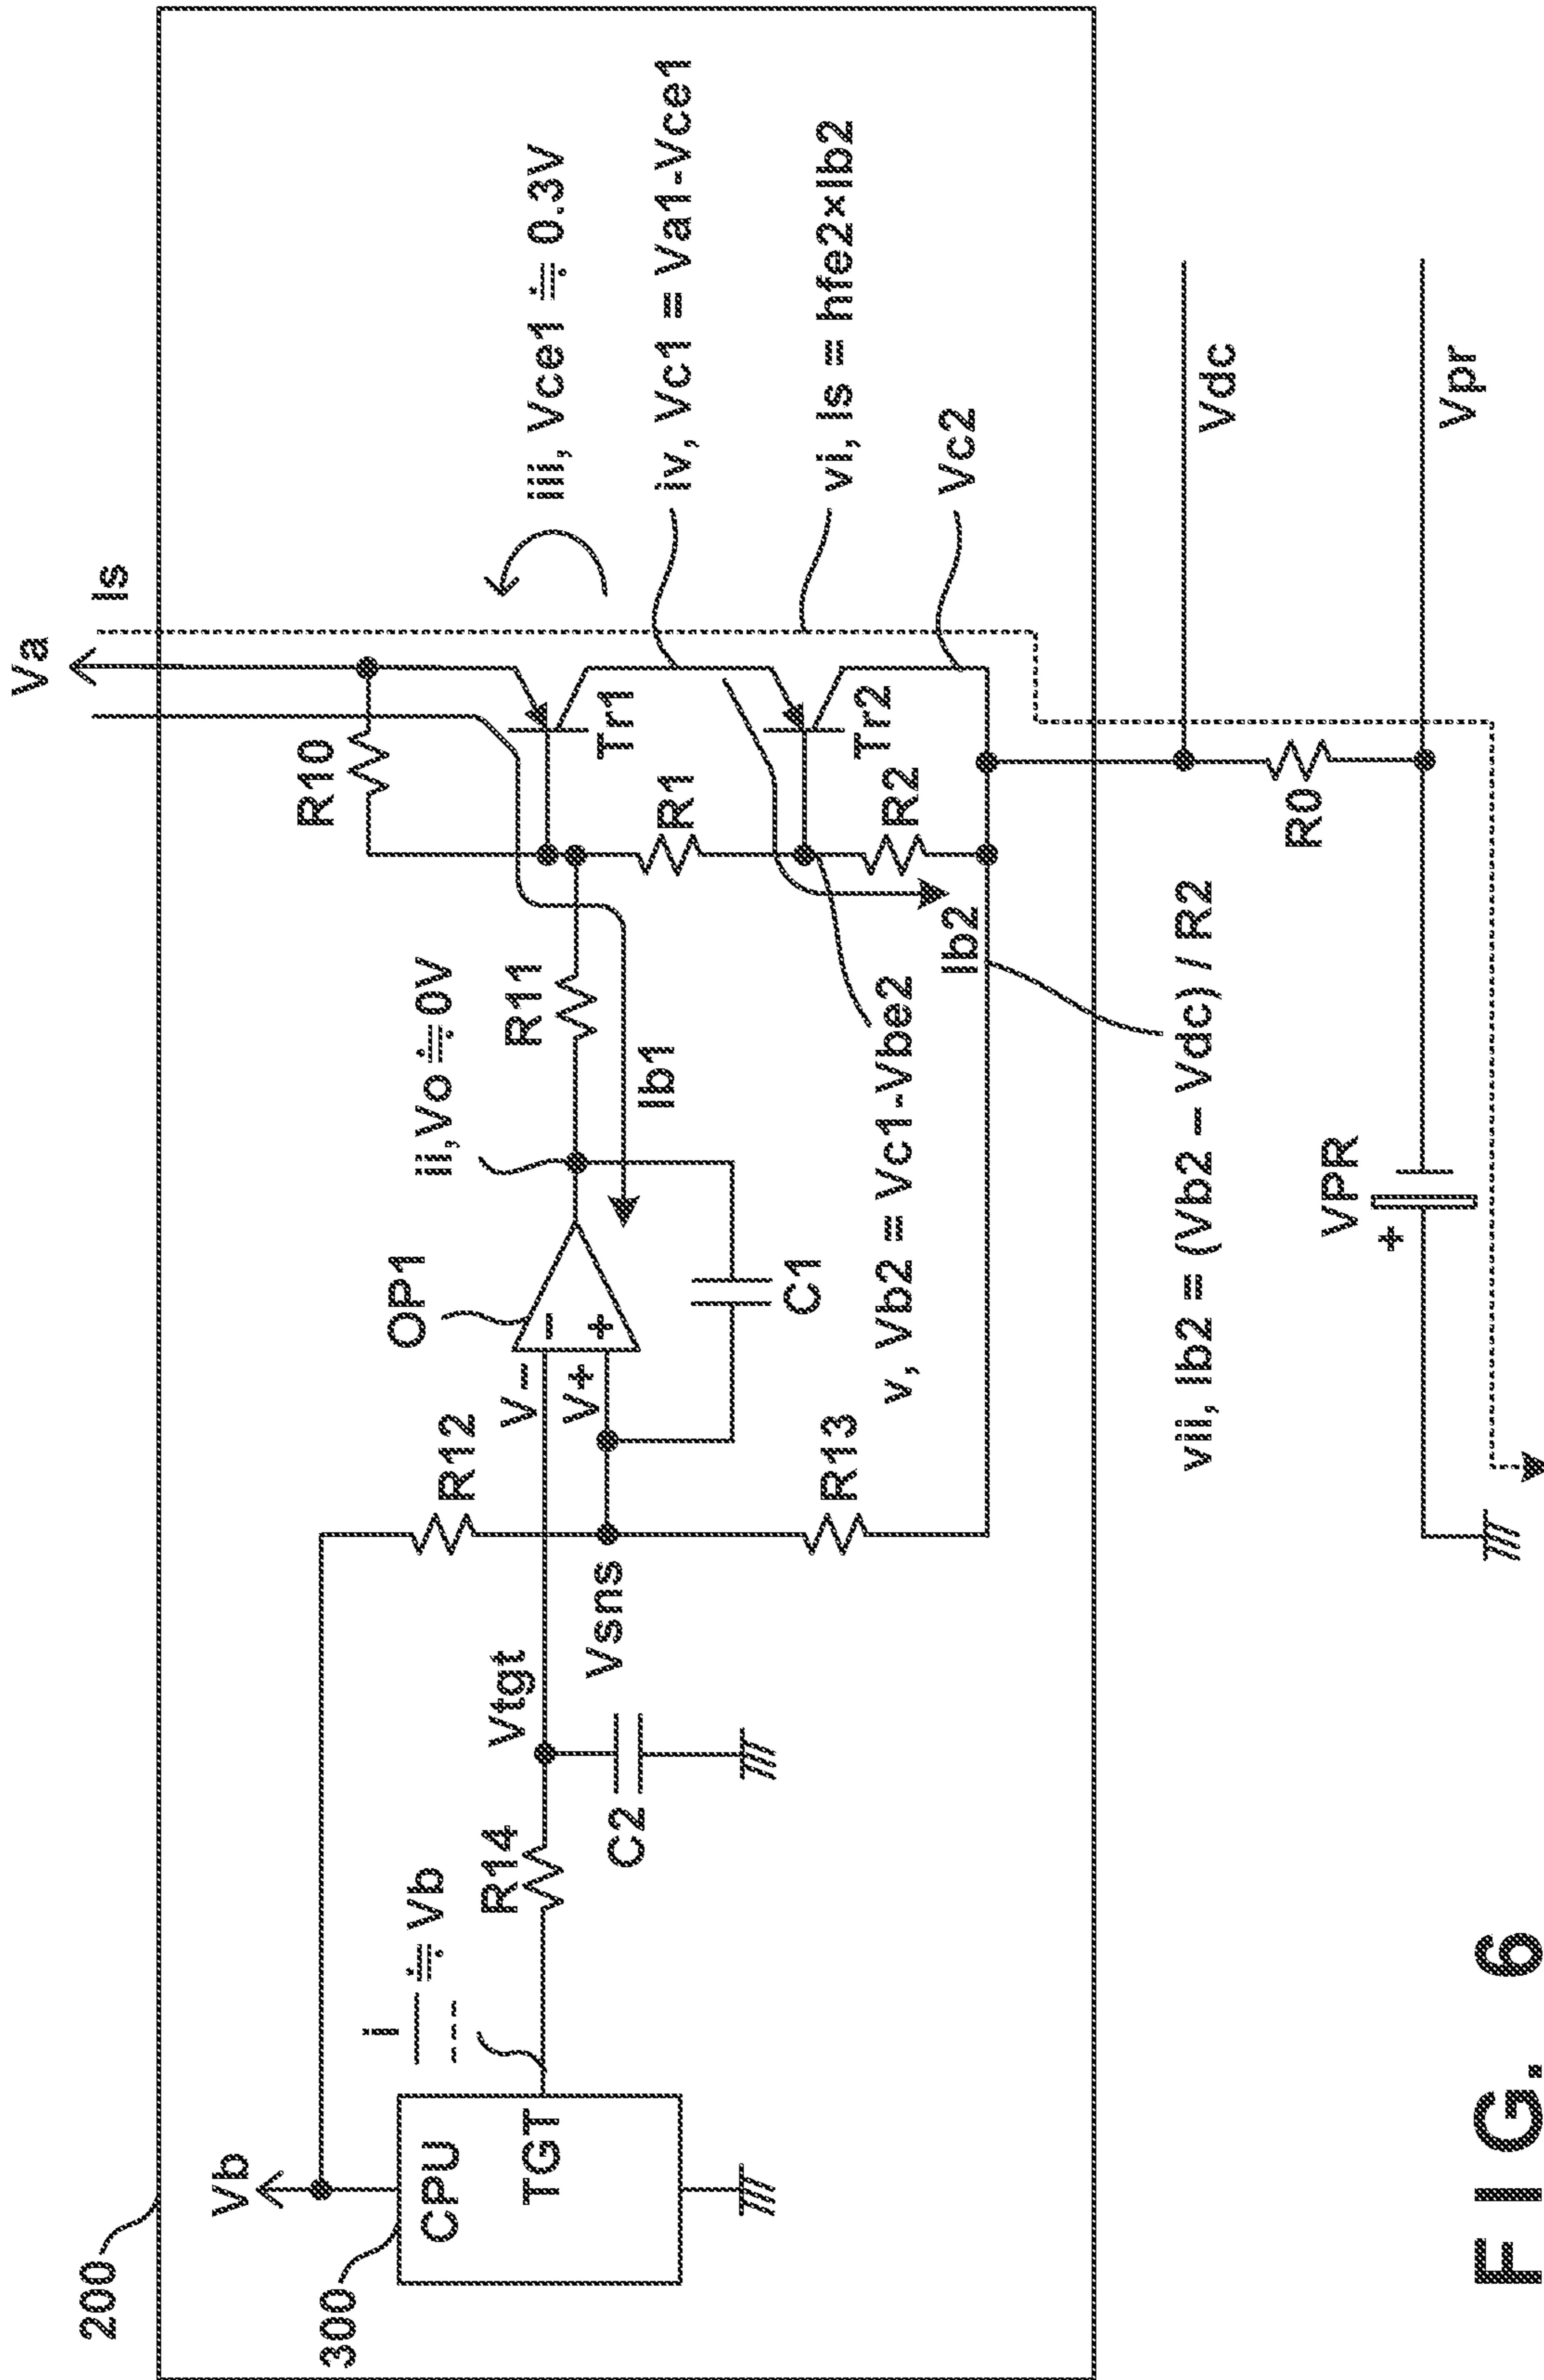 200
300
Vb
CPU
TGT
i
≒ Vb
R14
C2
Vtgt
Vsns
R12
R13
V−
V+
−
+
OP1
C1
ii,Vo≒0V
R11
Ib1
Va
Is
R10
Tr1
R1
Tr2
R2
Ib2
iii, Vce1 ≒ 0.3V
iv, Vc1 = Va1-Vce1
vi, Is = hfe2×Ib2
Vc2
v, Vb2 = Vc1-Vbe2
vii, Ib2 = (Vb2 − Vdc) / R2
Vdc
R0
Vpr
VPR
+
FIG. 6